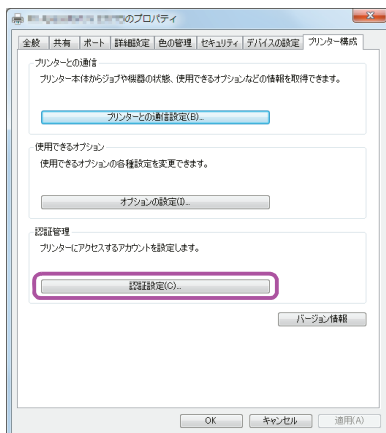 のプロパティ
全般 共有 ポート 詳細設定 色の管理 セキュリティ デバイスの設定 プリンター構成
プリンターとの通信
プリンター本体からジョブや機器の状態、使用できるオプションなどの情報を取得できます。
プリンターとの通信設定(B)...
使用できるオプション
使用できるオプションの各種設定を変更できます。
オプションの設定(I)...
認証管理
プリンターにアクセスするアカウントを設定します。
認証設定(C)...
バージョン情報
OK キャンセル 適用(A)